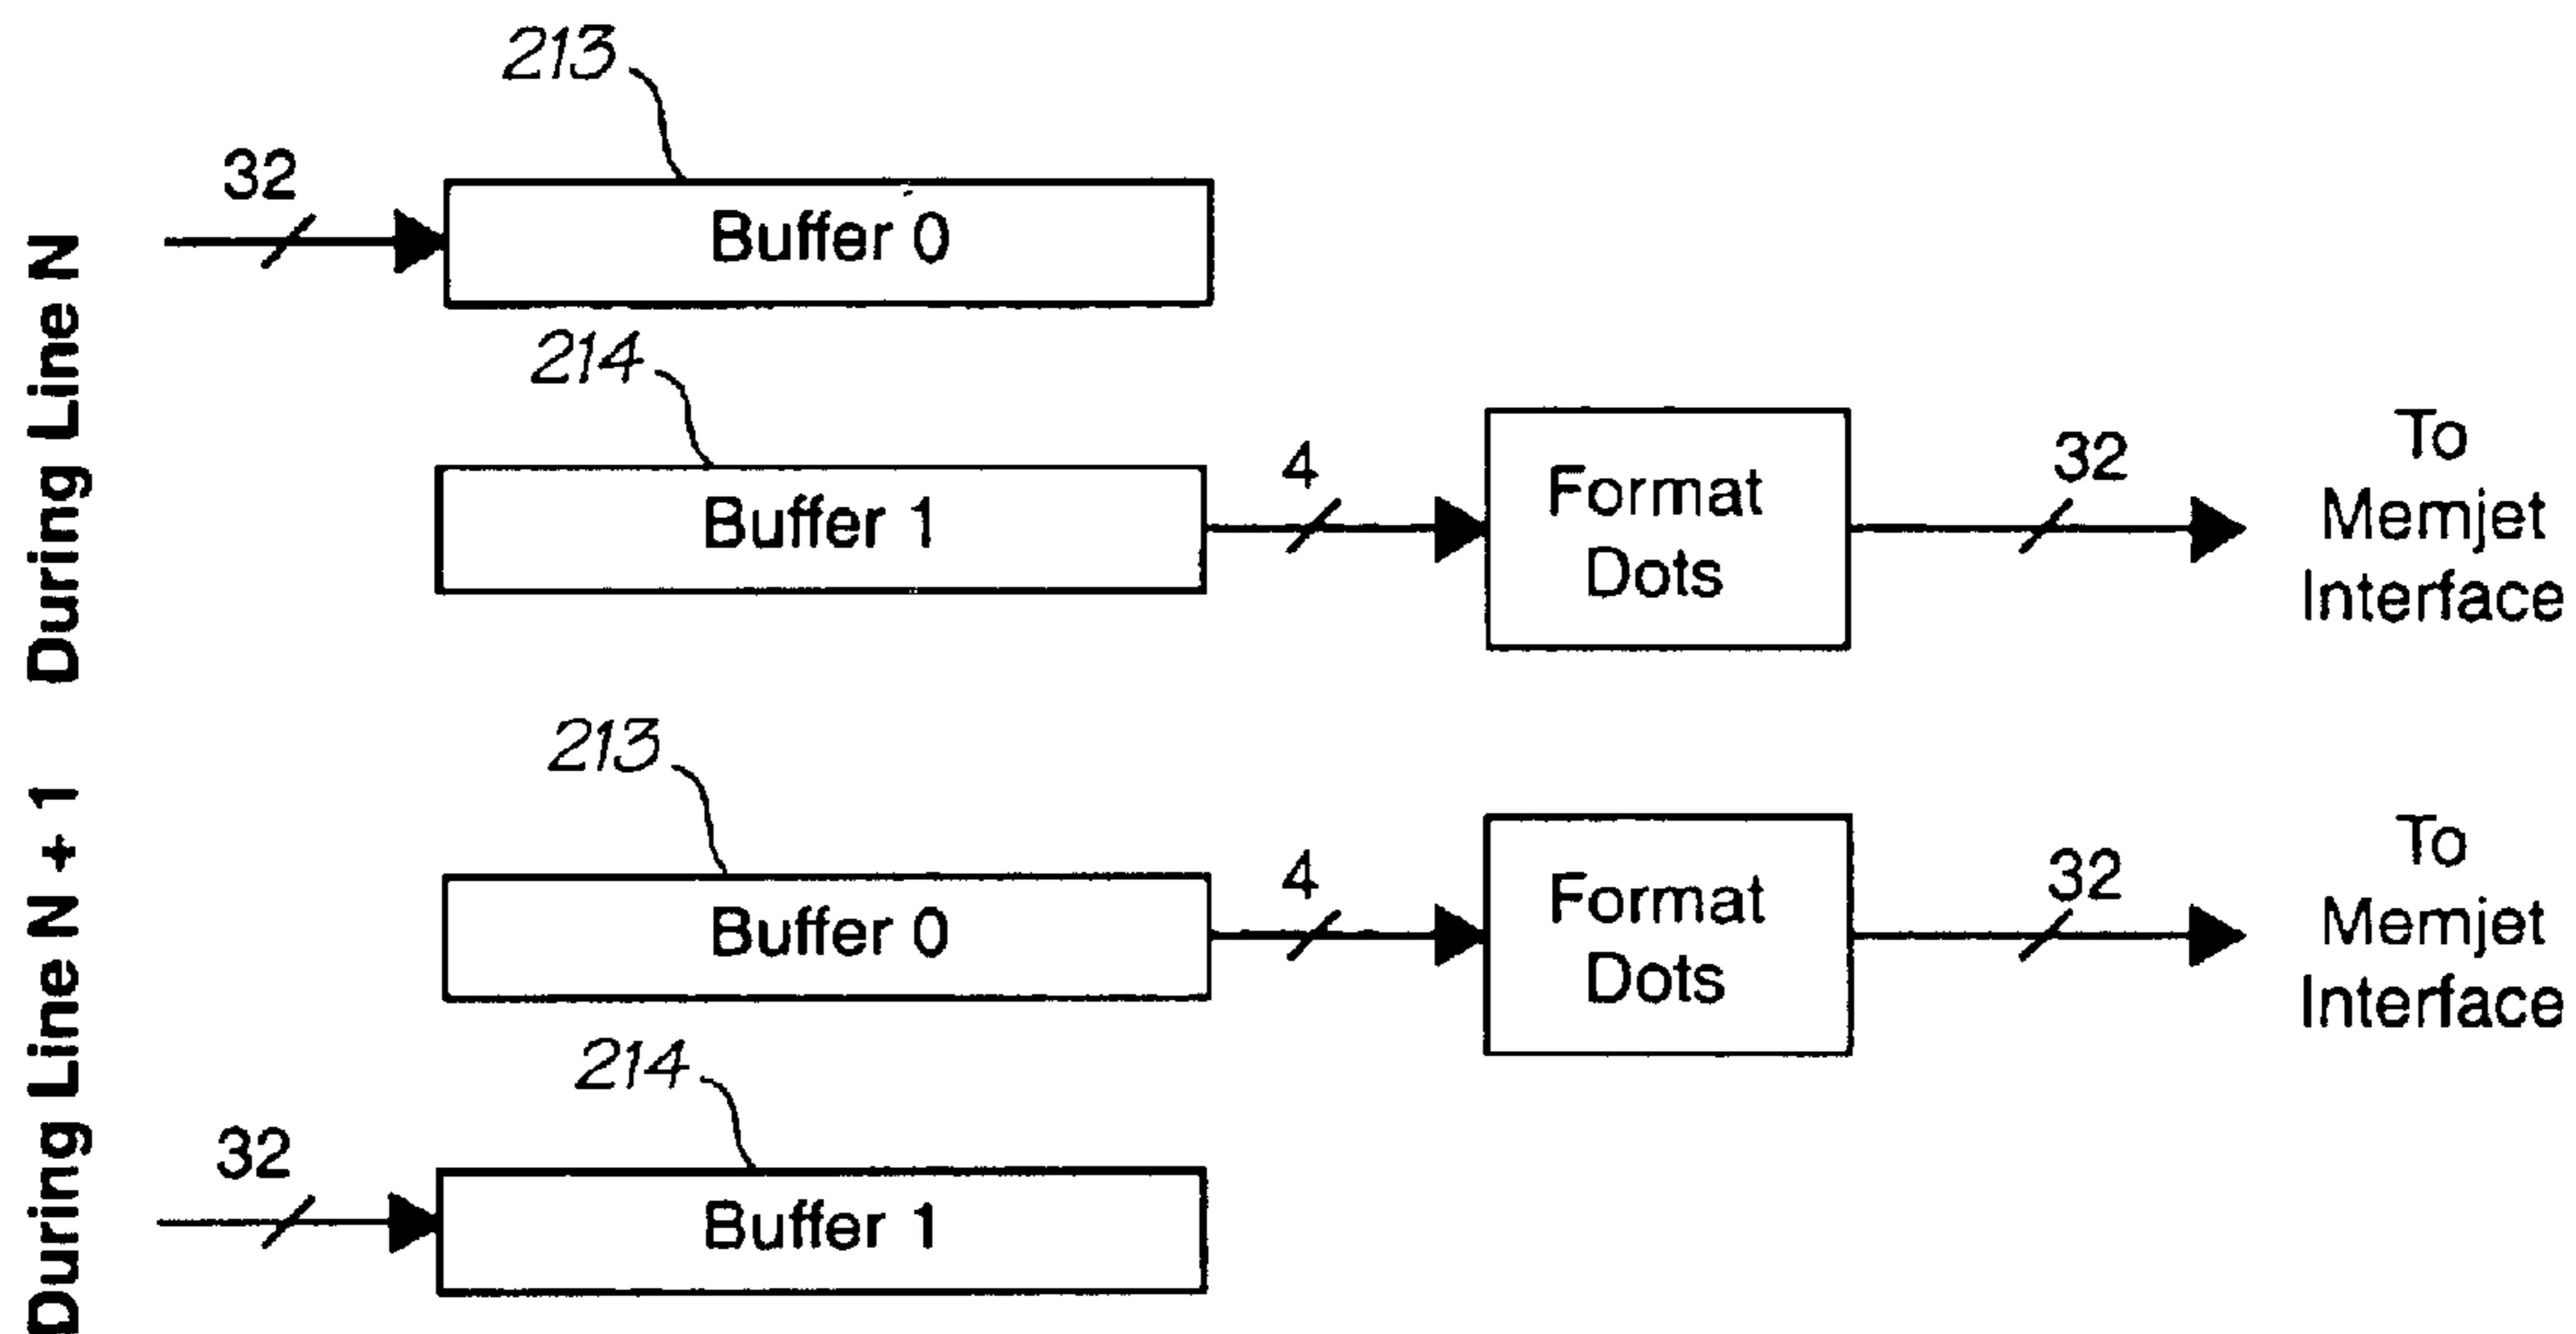 During Line N
213
32
Buffer 0
214
Buffer 1
4
Format
Dots
32
To
Memjet
Interface
During Line N + 1
213
Buffer 0
4
Format
Dots
32
To
Memjet
Interface
214
32
Buffer 1